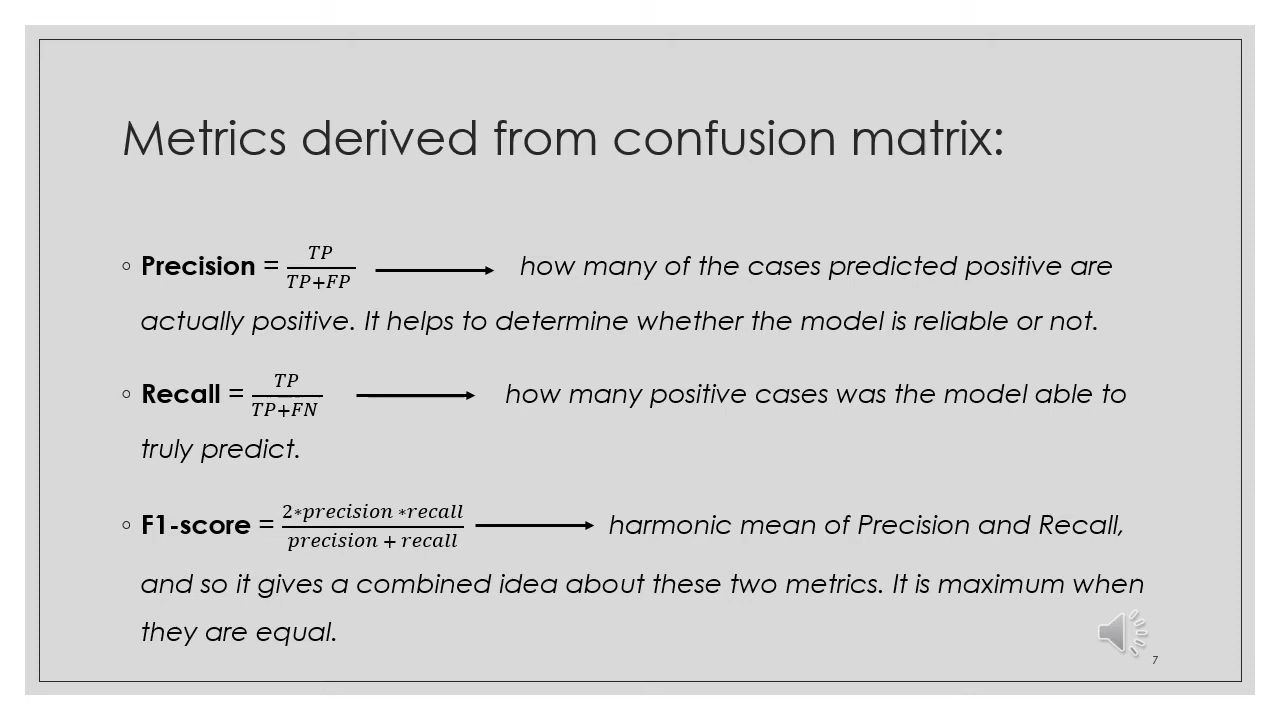 Metrics derived from confusion matrix:
◦ Precision = TP/(TP+FP) → how many of the cases predicted positive are
actually positive. It helps to determine whether the model is reliable or not.
◦ Recall = TP/(TP+FN) → how many positive cases was the model able to
truly predict.
◦ F1-score = (2*precision *recall)/(precision + recall) → harmonic mean of Precision and Recall,
and so it gives a combined idea about these two metrics. It is maximum when
they are equal.
7